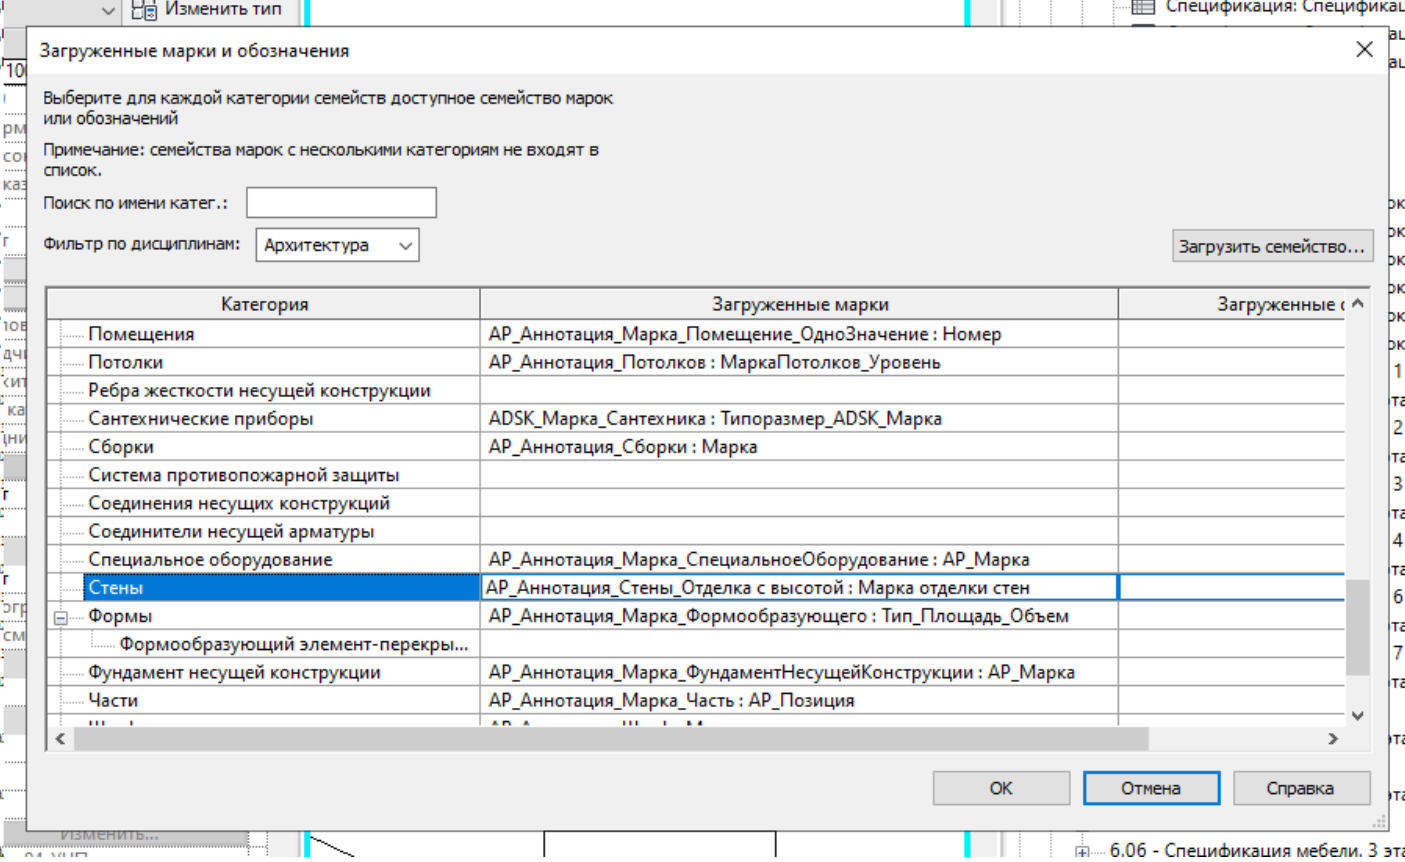 Изменить тип
Спецификация: Спецификац
Загруженные марки и обозначения
Выберите для каждой категории семейств доступное семейство марок
или обозначений
Примечание: семейства марок с несколькими категориям не входят в
список.
Поиск по имени катег.:
Фильтр по дисциплинам: Архитектура
Загрузить семейство...
Категория Загруженные марки Загруженные
Помещения АР_Аннотация_Марка_Помещение_ОдноЗначение : Номер
Потолки АР_Аннотация_Потолков : МаркаПотолков_Уровень
Ребра жесткости несущей конструкции
Сантехнические приборы ADSK_Марка_Сантехника : Типоразмер_ADSK_Марка
Сборки АР_Аннотация_Сборки : Марка
Система противопожарной защиты
Соединения несущих конструкций
Соединители несущей арматуры
Специальное оборудование АР_Аннотация_Марка_СпециальноеОборудование : АР_Марка
Стены АР_Аннотация_Стены_Отделка с высотой : Марка отделки стен
Формы АР_Аннотация_Марка_Формообразующего : Тип_Площадь_Объем
Формообразующий элемент-перекры...
Фундамент несущей конструкции АР_Аннотация_Марка_ФундаментНесущейКонструкции : АР_Марка
Части АР_Аннотация_Марка_Часть : АР_Позиция
ОК Отмена Справка
Изменить...
6.06 - Спецификация мебели. 3 эта